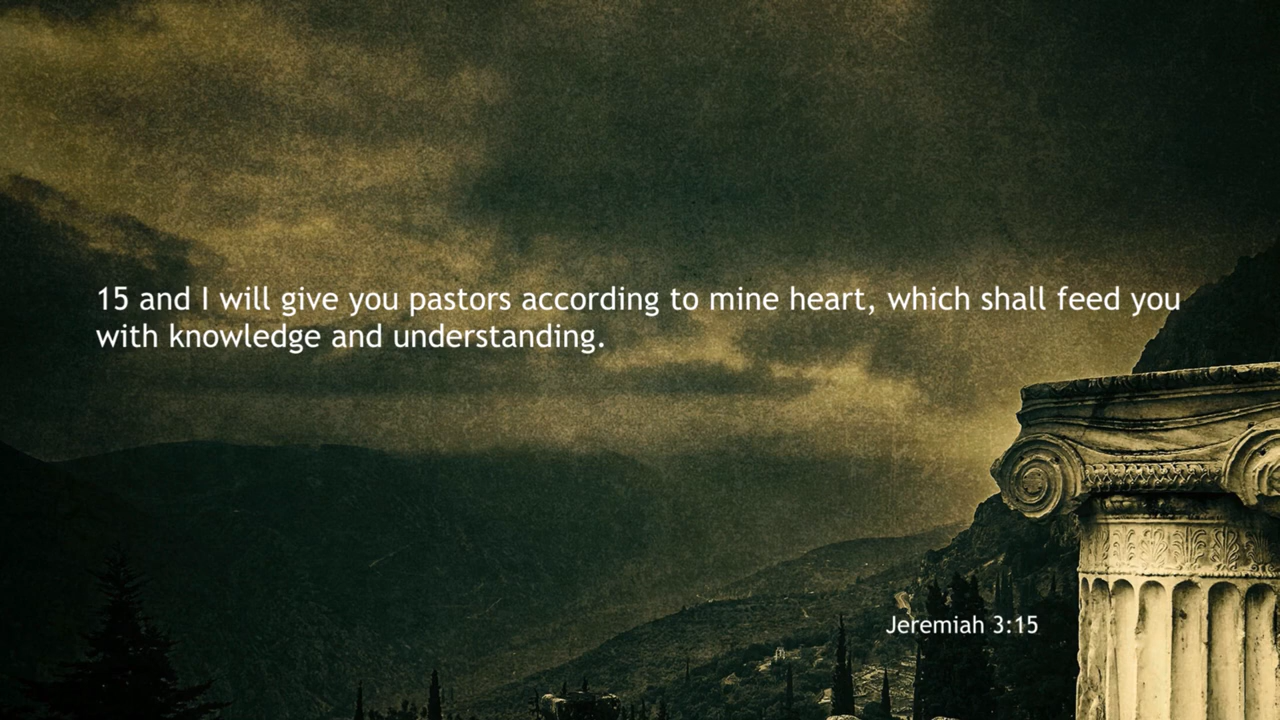 15 and I will give you pastors according to mine heart, which shall feed you
with knowledge and understanding.
Jeremiah 3:15